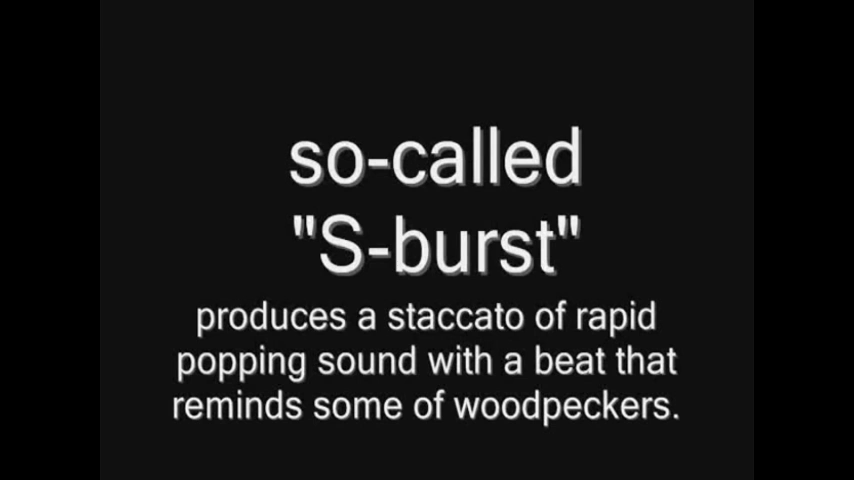 so-called
"S-burst"
produces a staccato of rapid
popping sound with a beat that
reminds some of woodpeckers.